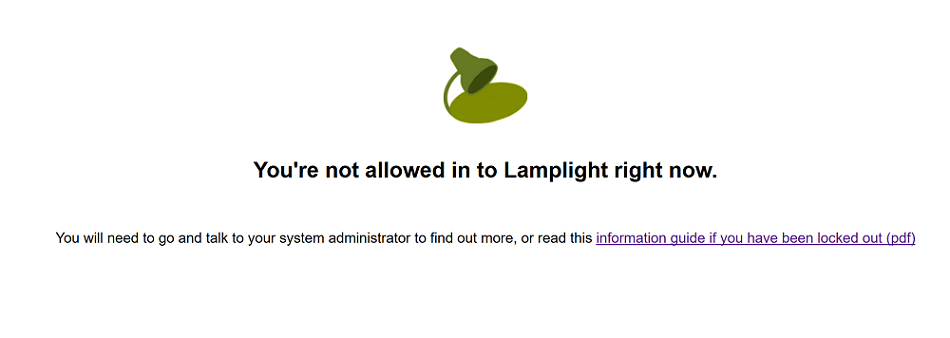 You're not allowed in to Lamplight right now.
You will need to go and talk to your system administrator to find out more, or read this information guide if you have been locked out (pdf)